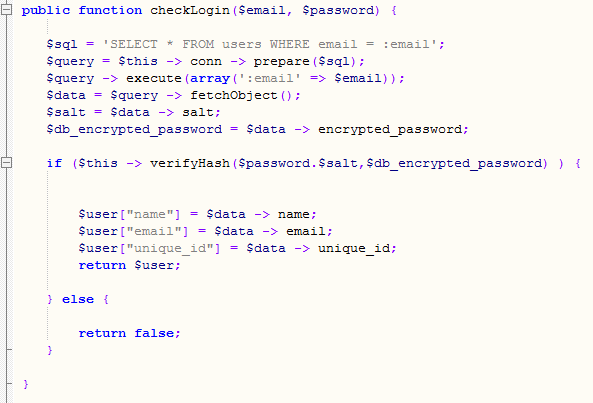 public function checkLogin($email, $password) {
$sql = 'SELECT * FROM users WHERE email = :email';
$query = $this -> conn -> prepare($sql);
$query -> execute(array(':email' => $email));
$data = $query -> fetchObject();
$salt = $data -> salt;
$db_encrypted_password = $data -> encrypted_password;
if ($this -> verifyHash($password.$salt,$db_encrypted_password) ) {
$user["name"] = $data -> name;
$user["email"] = $data -> email;
$user["unique_id"] = $data -> unique_id;
return $user;
} else {
return false;
}
}